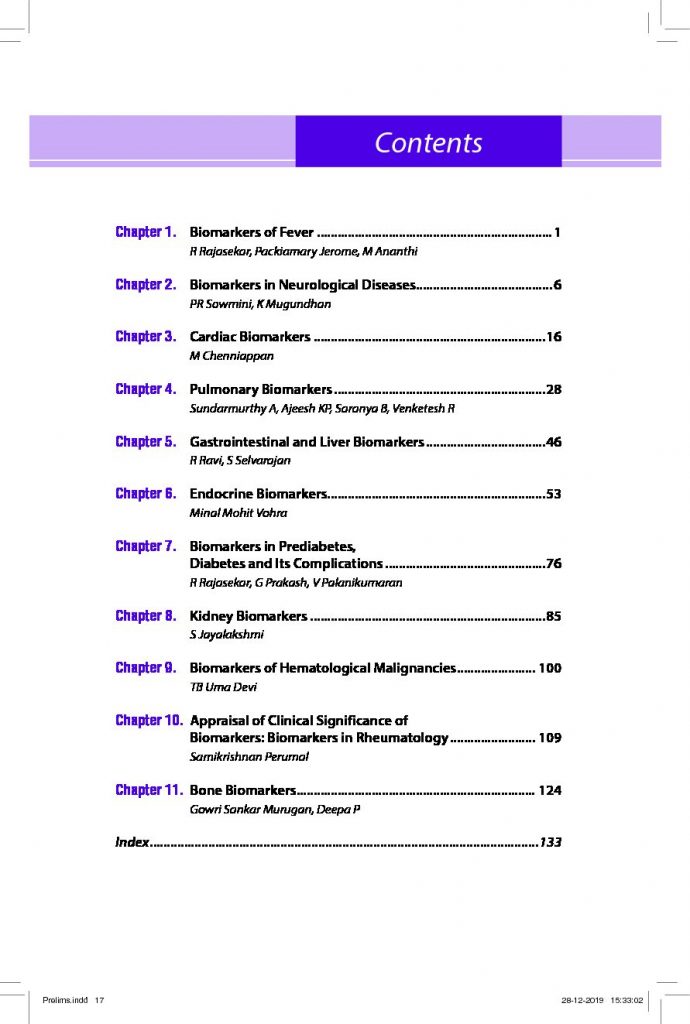 Contents
Chapter 1. Biomarkers of Fever ..................................................................... 1
R Rajasekar, Packiamary Jerome, M Ananthi
Chapter 2. Biomarkers in Neurological Diseases........................................6
PR Sowmini, K Mugundhan
Chapter 3. Cardiac Biomarkers ....................................................................16
M Chenniappan
Chapter 4. Pulmonary Biomarkers ..............................................................28
Sundarmurthy A, Ajeesh KP, Saranya B, Venketesh R
Chapter 5. Gastrointestinal and Liver Biomarkers ...................................46
R Ravi, S Selvarajan
Chapter 6. Endocrine Biomarkers................................................................53
Minal Mohit Vohra
Chapter 7. Biomarkers in Prediabetes,
Diabetes and Its Complications ...............................................76
R Rajasekar, G Prakash, V Palanikumaran
Chapter 8. Kidney Biomarkers .....................................................................85
S Jayalakshmi
Chapter 9. Biomarkers of Hematological Malignancies....................... 100
TB Uma Devi
Chapter 10. Appraisal of Clinical Significance of
Biomarkers: Biomarkers in Rheumatology ......................... 109
Samikrishnan Perumal
Chapter 11. Bone Biomarkers...................................................................... 124
Gowri Sankar Murugan, Deepa P
Index..................................................................................................................133
Prelims.indd 17 28-12-2019 15:33:02